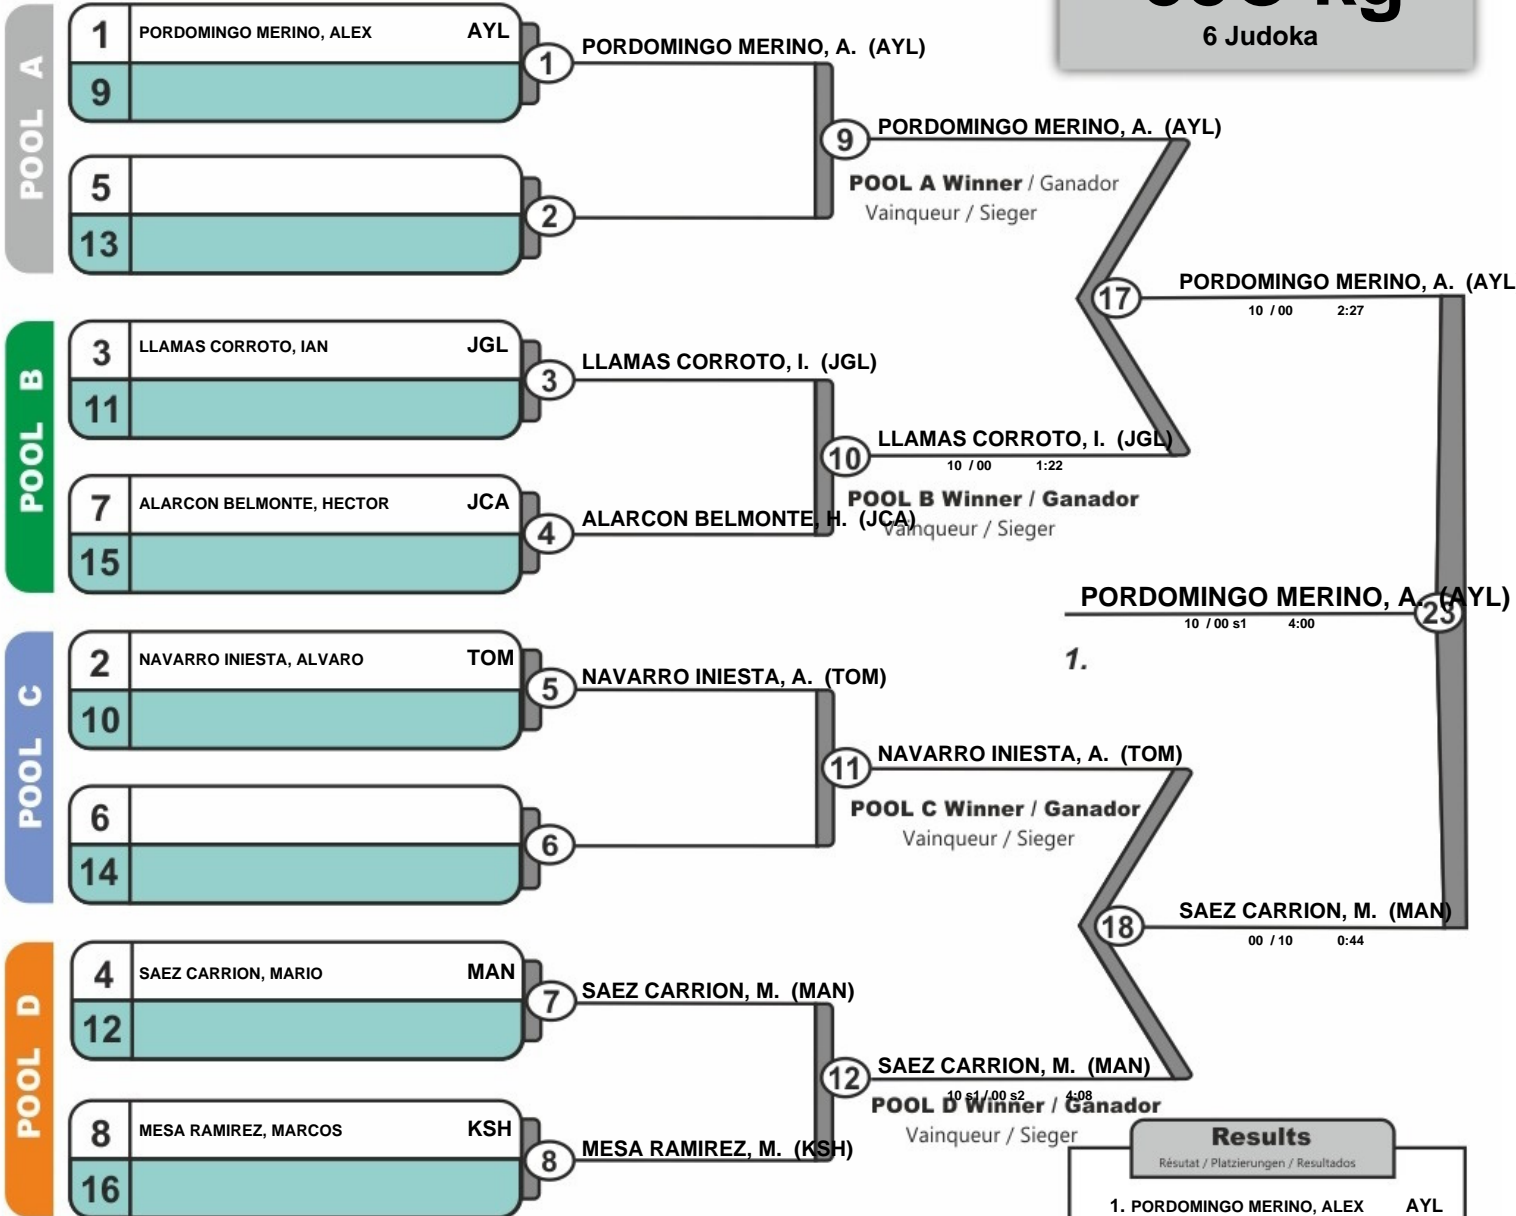 kg
6 Judoka
POOL A
1 PORDOMINGO MERINO, ALEX AYL
9
1 PORDOMINGO MERINO, A. (AYL)
5
13
2
9 PORDOMINGO MERINO, A. (AYL)
POOL A Winner / Ganador
Vainqueur / Sieger
17 PORDOMINGO MERINO, A. (AYL
10 / 00 2:27
POOL B
3 LLAMAS CORROTO, IAN JGL
11
3 LLAMAS CORROTO, I. (JGL)
7 ALARCON BELMONTE, HECTOR JCA
15
4 ALARCON BELMONTE, H. (JCA)
10 LLAMAS CORROTO, I. (JGL)
10 / 00 1:22
POOL B Winner / Ganador
Vainqueur / Sieger
PORDOMINGO MERINO, A. (AYL)
23
10 / 00 s1 4:00
1.
POOL C
2 NAVARRO INIESTA, ALVARO TOM
10
5 NAVARRO INIESTA, A. (TOM)
6
14
6
11 NAVARRO INIESTA, A. (TOM)
POOL C Winner / Ganador
Vainqueur / Sieger
18 SAEZ CARRION, M. (MAN)
00 / 10 0:44
POOL D
4 SAEZ CARRION, MARIO MAN
12
7 SAEZ CARRION, M. (MAN)
8 MESA RAMIREZ, MARCOS KSH
16
8 MESA RAMIREZ, M. (KSH)
12 SAEZ CARRION, M. (MAN)
10 s1 / 00 s2 4:08
POOL D Winner / Ganador
Vainqueur / Sieger
Results
Résutat / Platzierungen / Resultados
1. PORDOMINGO MERINO, ALEX AYL